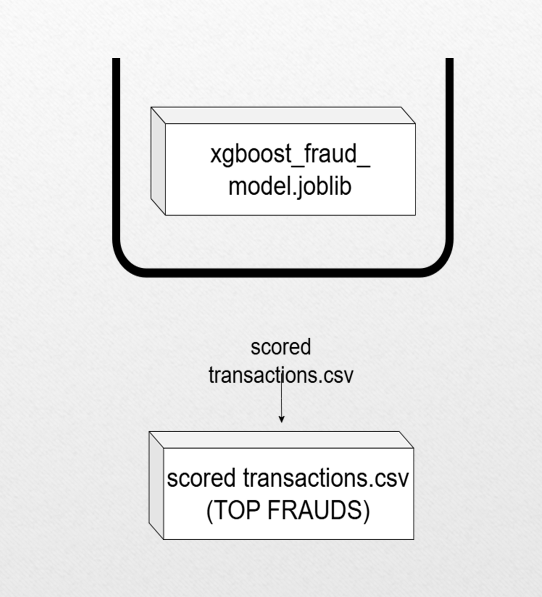 xgboost_fraud_
model.joblib
scored
transactions.csv
scored transactions.csv
(TOP FRAUDS)